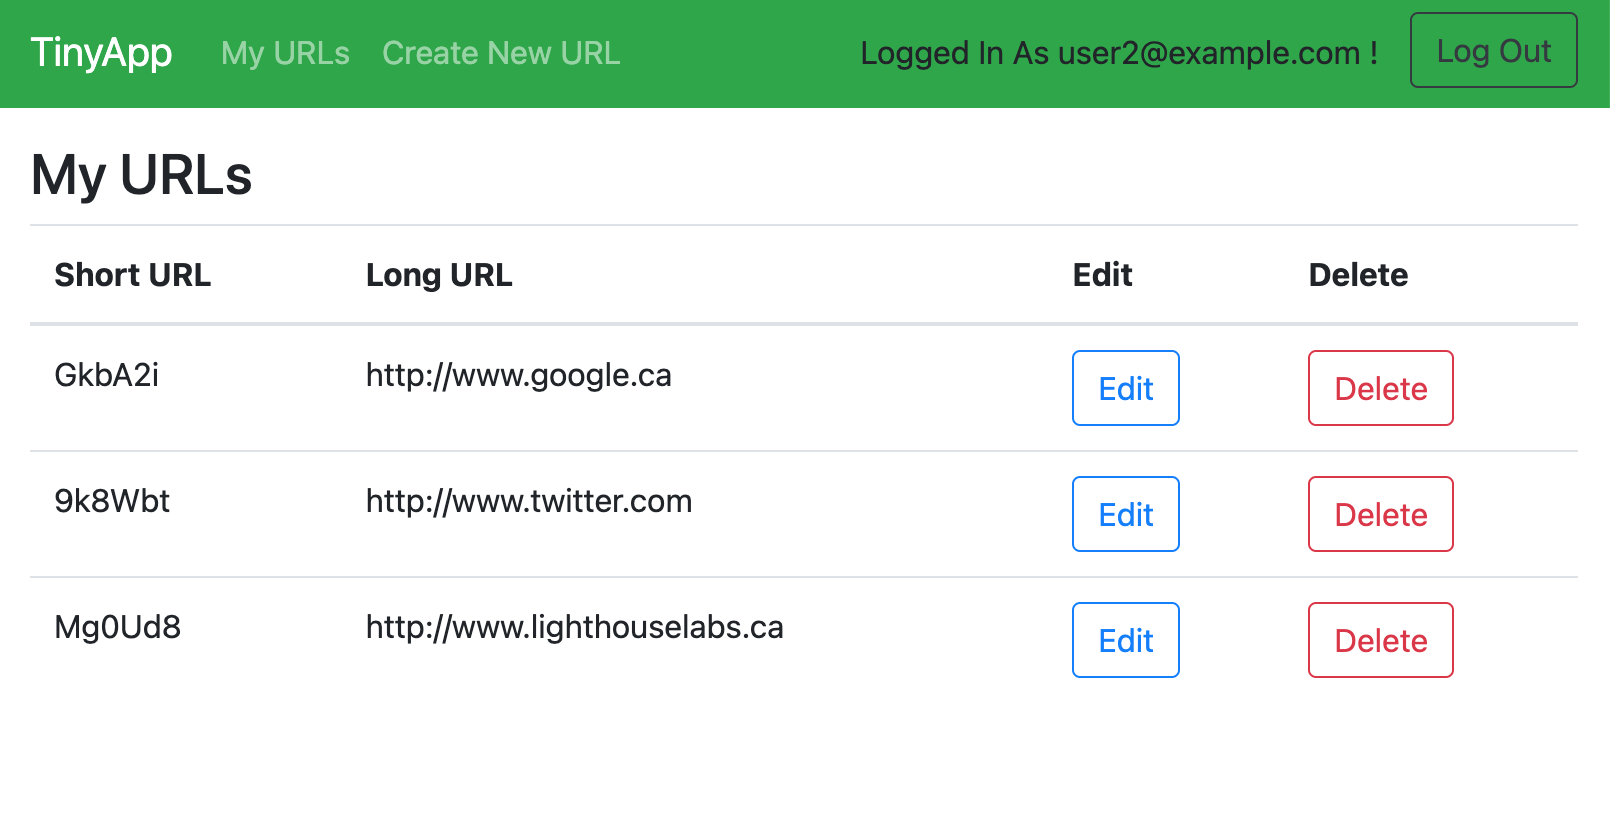 TinyApp My URLs Create New URL Logged In As user2@example.com ! Log Out
My URLs
Short URL Long URL Edit Delete
GkbA2i http://www.google.ca Edit Delete
9k8Wbt http://www.twitter.com Edit Delete
Mg0Ud8 http://www.lighthouselabs.ca Edit Delete